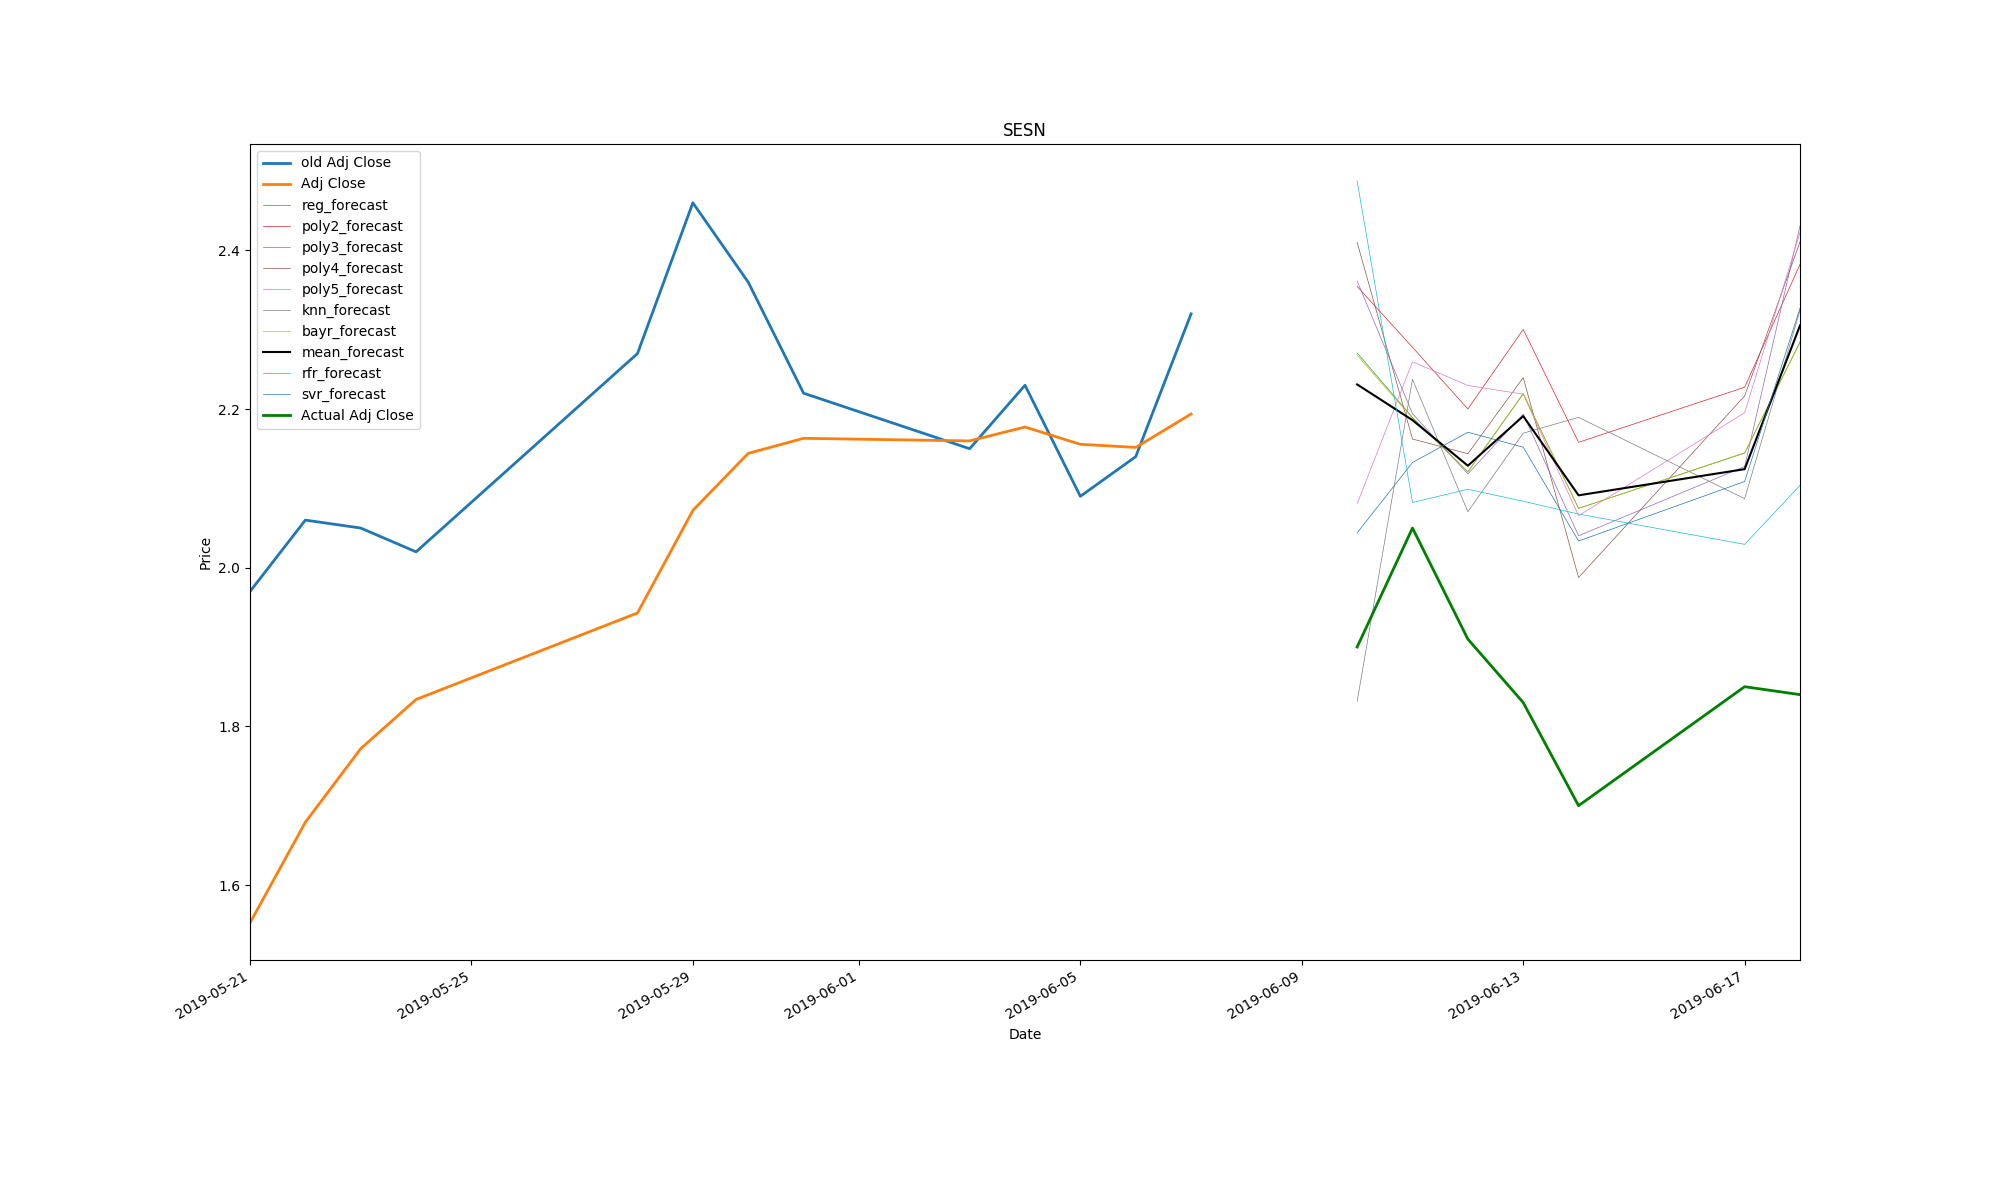 SESN
old Adj Close
Adj Close
reg_forecast
poly2_forecast
poly3_forecast
poly4_forecast
poly5_forecast
knn_forecast
bayr_forecast
mean_forecast
rfr_forecast
svr_forecast
Actual Adj Close
Price
2.4
2.2
2.0
1.8
1.6
2019-05-21
2019-05-25
2019-05-29
2019-06-01
2019-06-05
2019-06-09
2019-06-13
2019-06-17
Date